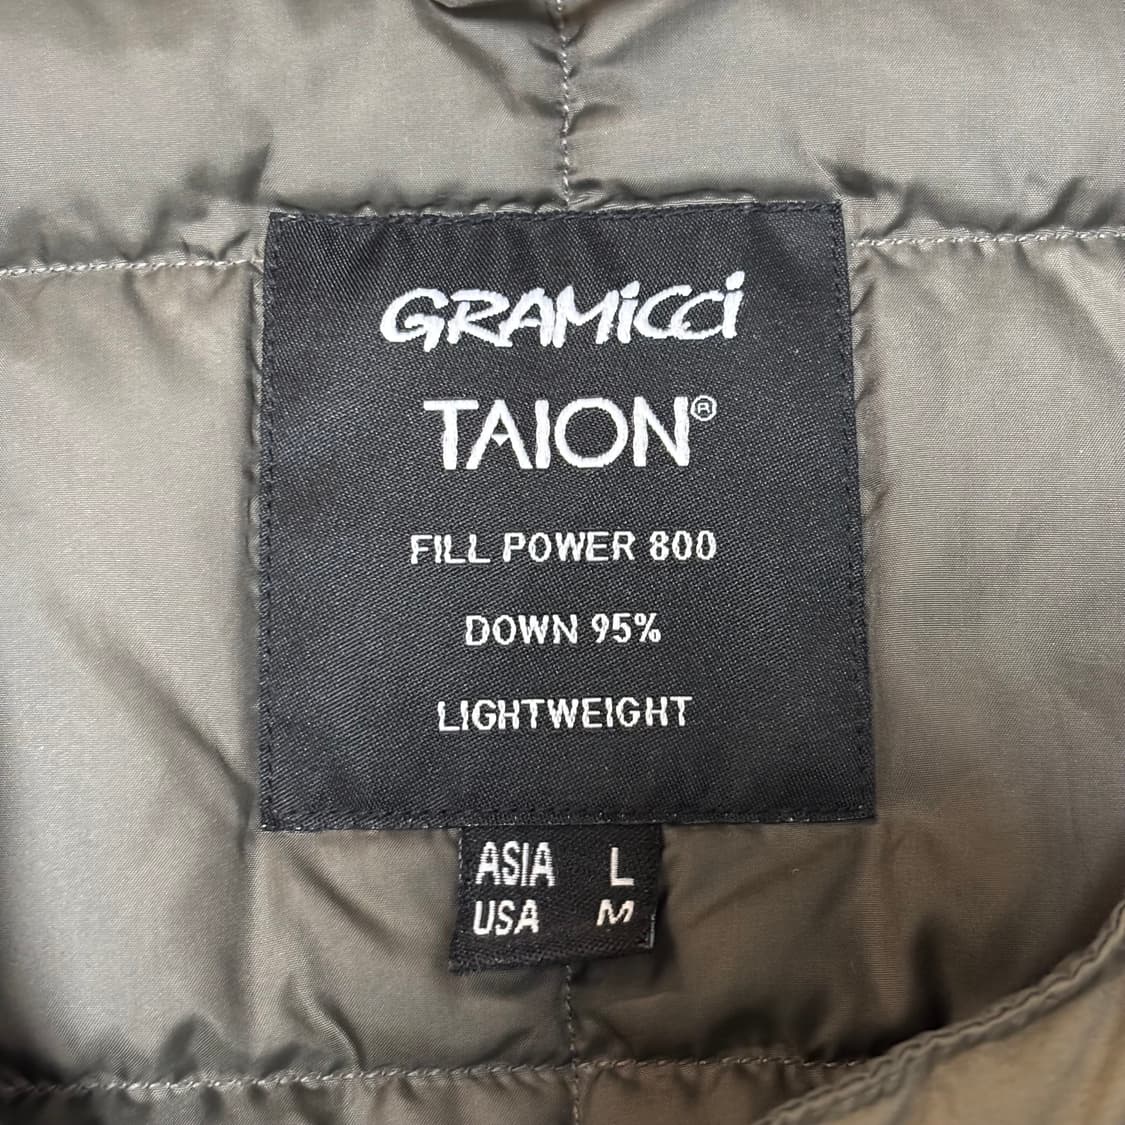 GRAMicci
TAION®
FILL POWER 800
DOWN 95%
LIGHTWEIGHT
ASIA L
USA M